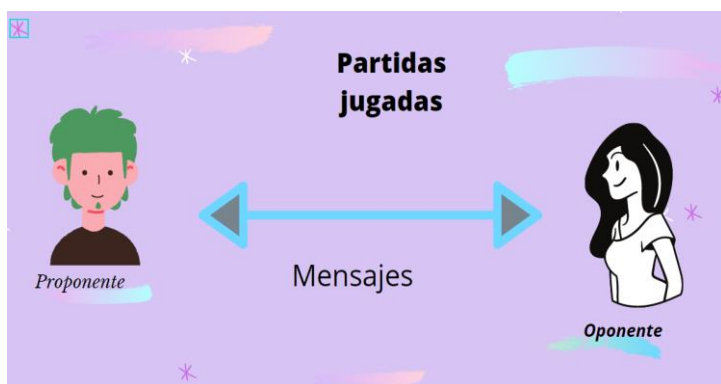 Partidas
jugadas
Proponente
Mensajes
Oponente